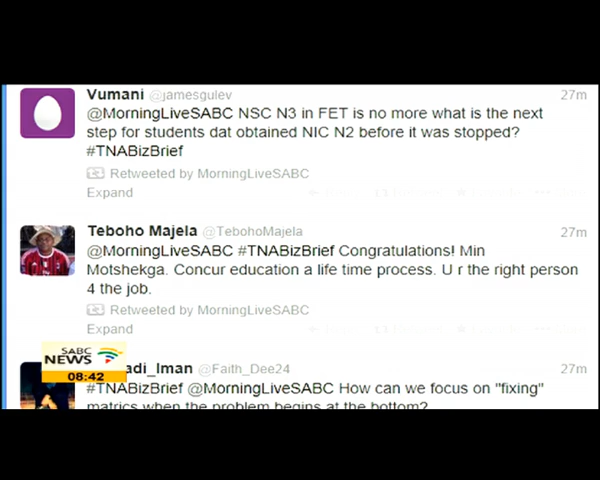 Vumani @jamesgulev 27m
@MorningLiveSABC NSC N3 in FET is no more what is the next
step for students dat obtained NIC N2 before it was stopped?
#TNABizBrief
Retweeted by MorningLiveSABC
Expand
Teboho Majela @TebohoMajela 27m
@MorningLiveSABC #TNABizBrief Congratulations! Min
Motshekga. Concur education a life time process. U r the right person
4 the job.
Retweeted by MorningLiveSABC
Expand
SABC
NEWS
08:42
adi_Iman @Faith_Dee24 27m
#TNABizBrief @MorningLiveSABC How can we focus on "fixing"
matrics when the problem begins at the bottom?